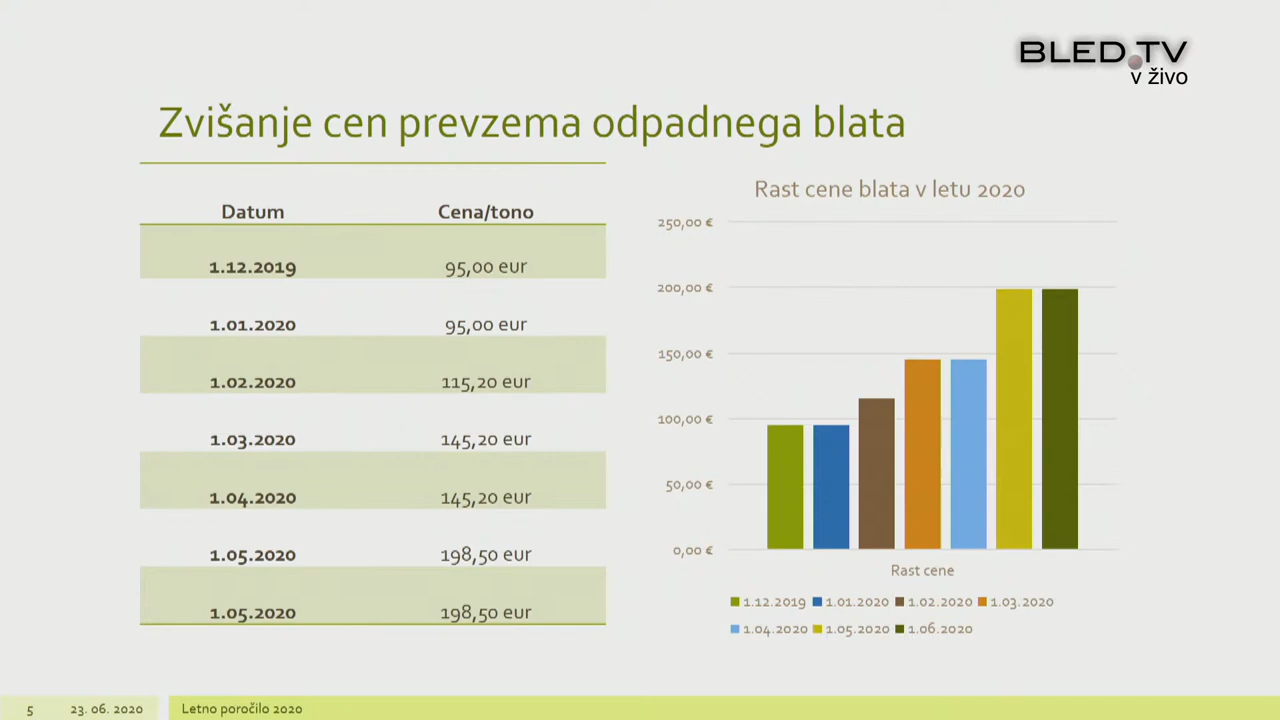 BLED.TV
v živo
Zvišanje cen prevzema odpadnega blata
Datum Cena/tono
1.12.2019 95,00 eur
1.01.2020 95,00 eur
1.02.2020 115,20 eur
1.03.2020 145,20 eur
1.04.2020 145,20 eur
1.05.2020 198,50 eur
1.05.2020 198,50 eur
Rast cene blata v letu 2020
250,00 €
200,00 €
150,00 €
100,00 €
50,00 €
0,00 €
Rast cene
1.12.2019 1.01.2020 1.02.2020 1.03.2020
1.04.2020 1.05.2020 1.06.2020
5 23. 06. 2020 Letno poročilo 2020